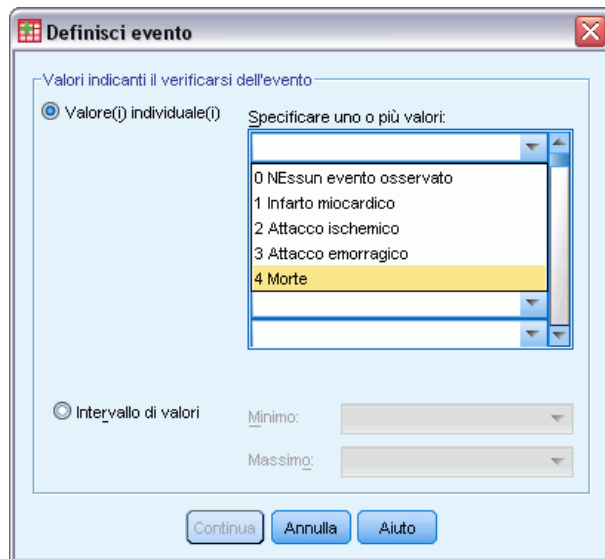 Definisci evento
Valori indicanti il verificarsi dell'evento
Valore(i) individuale(i)
Specificare uno o più valori:
0 NEssun evento osservato
1 Infarto miocardico
2 Attacco ischemico
3 Attacco emorragico
4 Morte
Intervallo di valori
Minimo:
Massimo:
Continua
Annulla
Aiuto